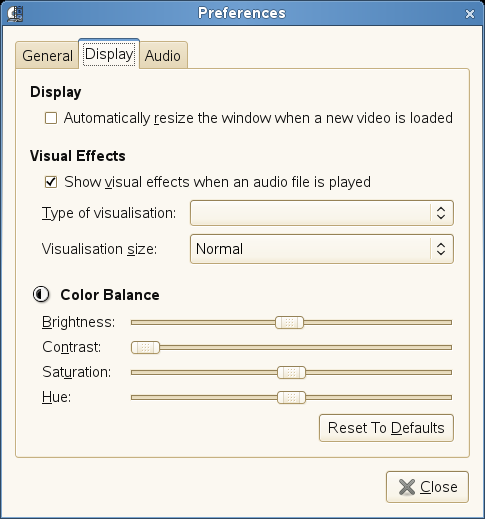 Preferences
General Display Audio
Display
Automatically resize the window when a new video is loaded
Visual Effects
Show visual effects when an audio file is played
Type of visualisation:
Visualisation size: Normal
Color Balance
Brightness:
Contrast:
Saturation:
Hue:
Reset To Defaults
Close